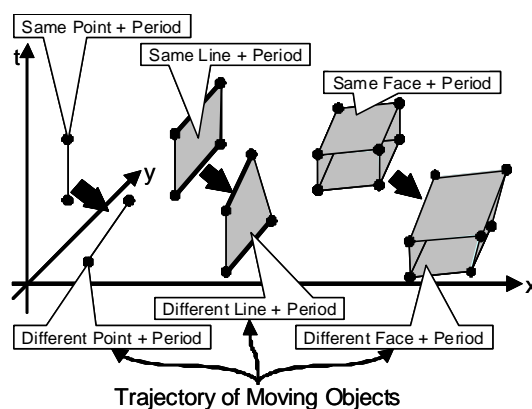 Same Point + Period
Same Line + Period
Same Face + Period
t
y
x
Different Line + Period
Different Point + Period
Different Face + Period
Trajectory of Moving Objects